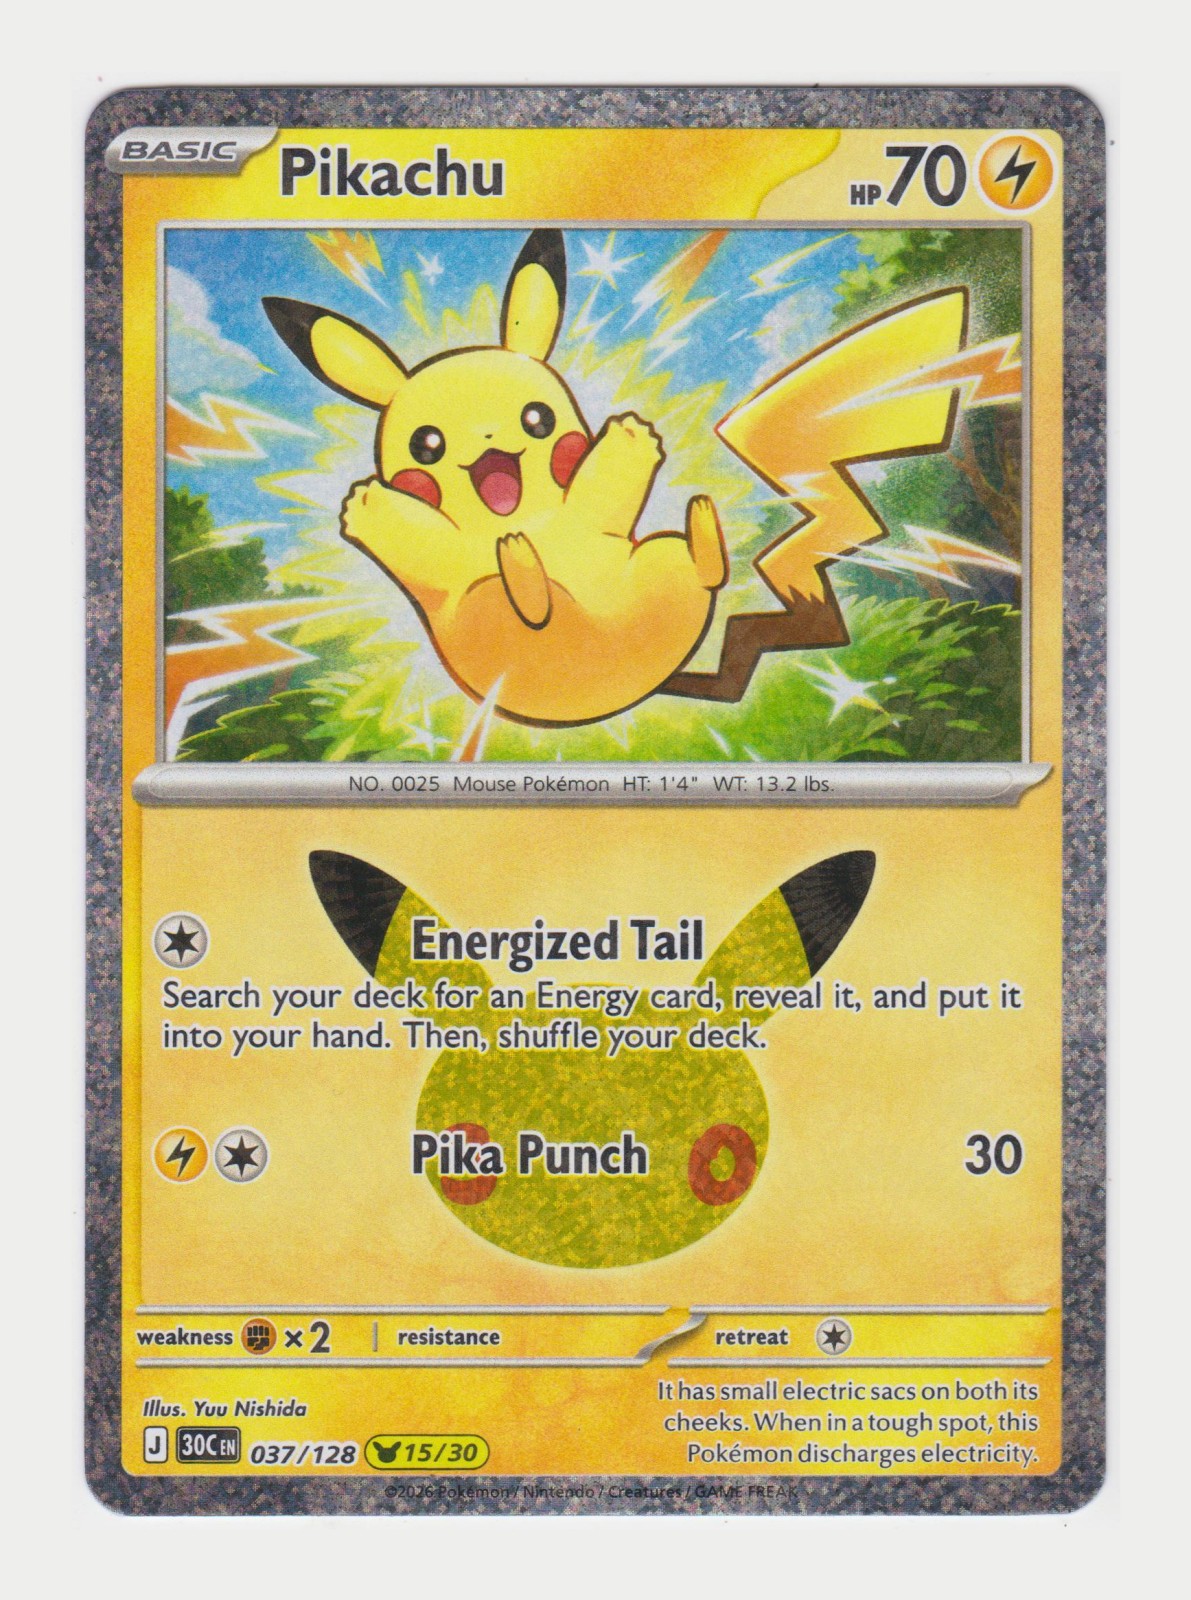 BASIC
Pikachu
HP 70
NO. 0025 Mouse Pokémon HT: 1'4" WT: 13.2 lbs.
Energized Tail
Search your deck for an Energy card, reveal it, and put it
into your hand. Then, shuffle your deck.
Pika Punch 30
weakness ×2 resistance retreat
It has small electric sacs on both its
cheeks. When in a tough spot, this
Pokémon discharges electricity.
Illus. Yuu Nishida
J 30C EN 037/128 15/30
©2026 Pokémon / Nintendo / Creatures / GAME FREAK